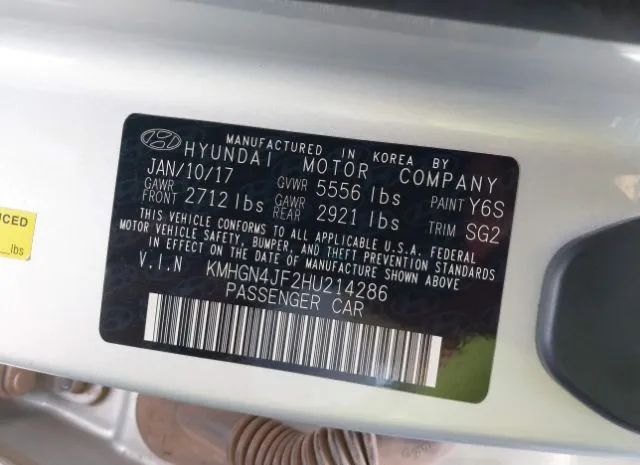 MANUFACTURED IN KOREA BY
HYUNDAI MOTOR COMPANY
JAN/10/17 GVWR 5556 lbs PAINT Y6S
GAWR FRONT 2712 lbs GAWR REAR 2921 lbs TRIM SG2
THIS VEHICLE CONFORMS TO ALL APPLICABLE U.S.A. FEDERAL
MOTOR VEHICLE SAFETY, BUMPER, AND THEFT PREVENTION STANDARDS
IN EFFECT ON THE DATE OF MANUFACTURE SHOWN ABOVE
V.I.N KMHGN4JF2HU214286
PASSENGER CAR
lbs